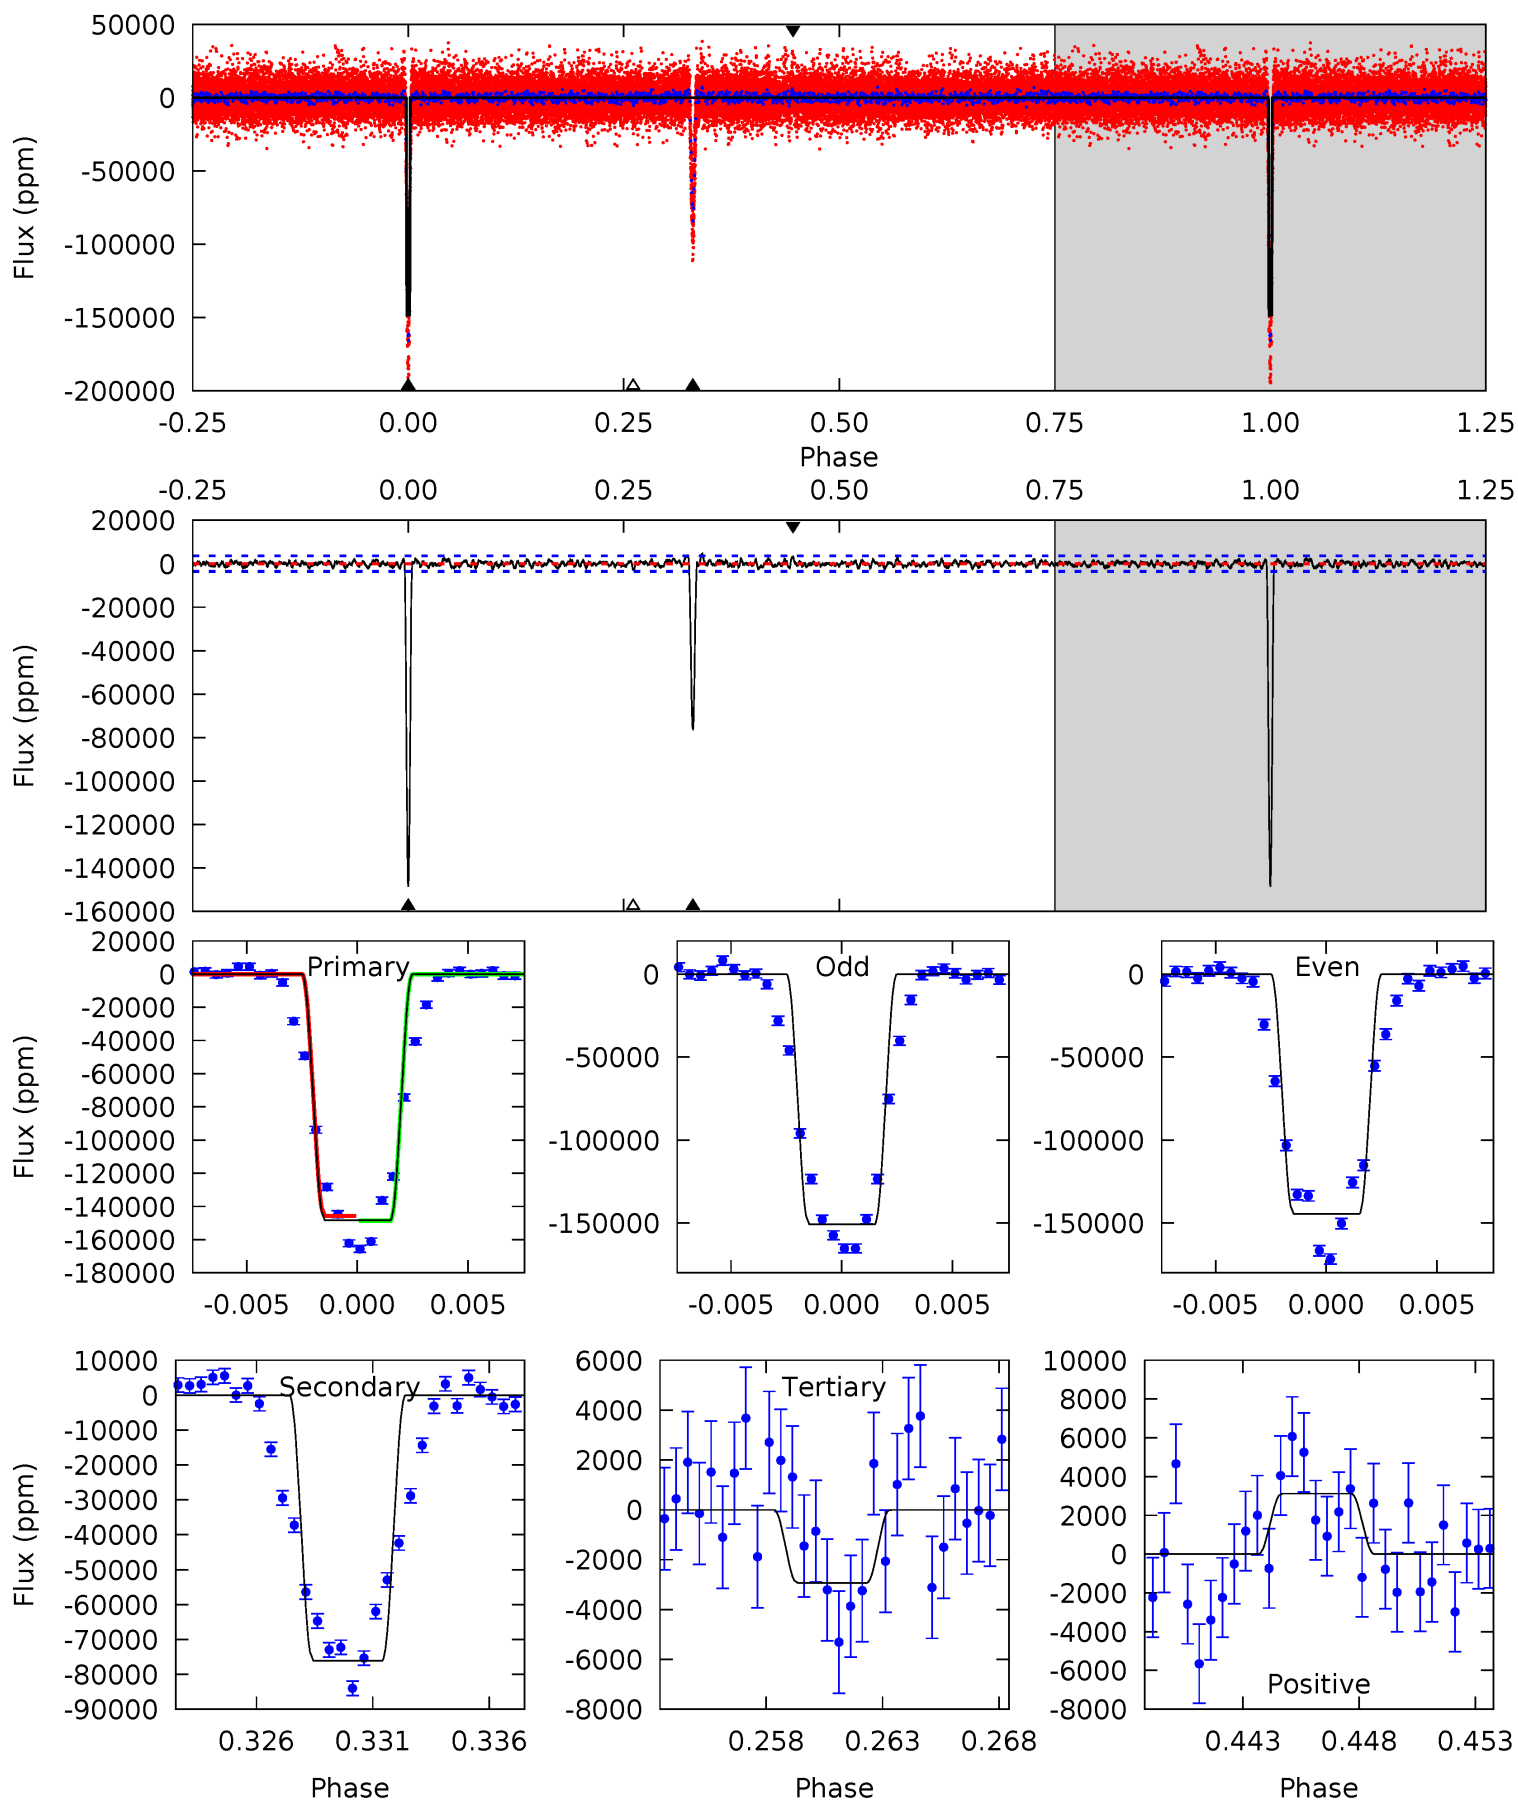 50000
0
-50000
-100000
-150000
-200000
Flux (ppm)
-0.25 0.00 0.25 0.50 0.75 1.00 1.25
Phase
-0.25 0.00 0.25 0.50 0.75 1.00 1.25
20000
0
-20000
-40000
-60000
-80000
-100000
-120000
-140000
-160000
Flux (ppm)
Primary
20000
0
-20000
-40000
-60000
-80000
-100000
-120000
-140000
-160000
-180000
Flux (ppm)
-0.005 0.000 0.005
Odd
0
-50000
-100000
-150000
-0.005 0.000 0.005
Even
0
-50000
-100000
-150000
-0.005 0.000 0.005
Secondary
10000
0
-10000
-20000
-30000
-40000
-50000
-60000
-70000
-80000
-90000
Flux (ppm)
0.326 0.331 0.336
Phase
Tertiary
6000
4000
2000
0
-2000
-4000
-6000
-8000
0.258 0.263 0.268
Phase
10000
8000
6000
4000
2000
0
-2000
-4000
-6000
-8000
Positive
0.443 0.448 0.453
Phase